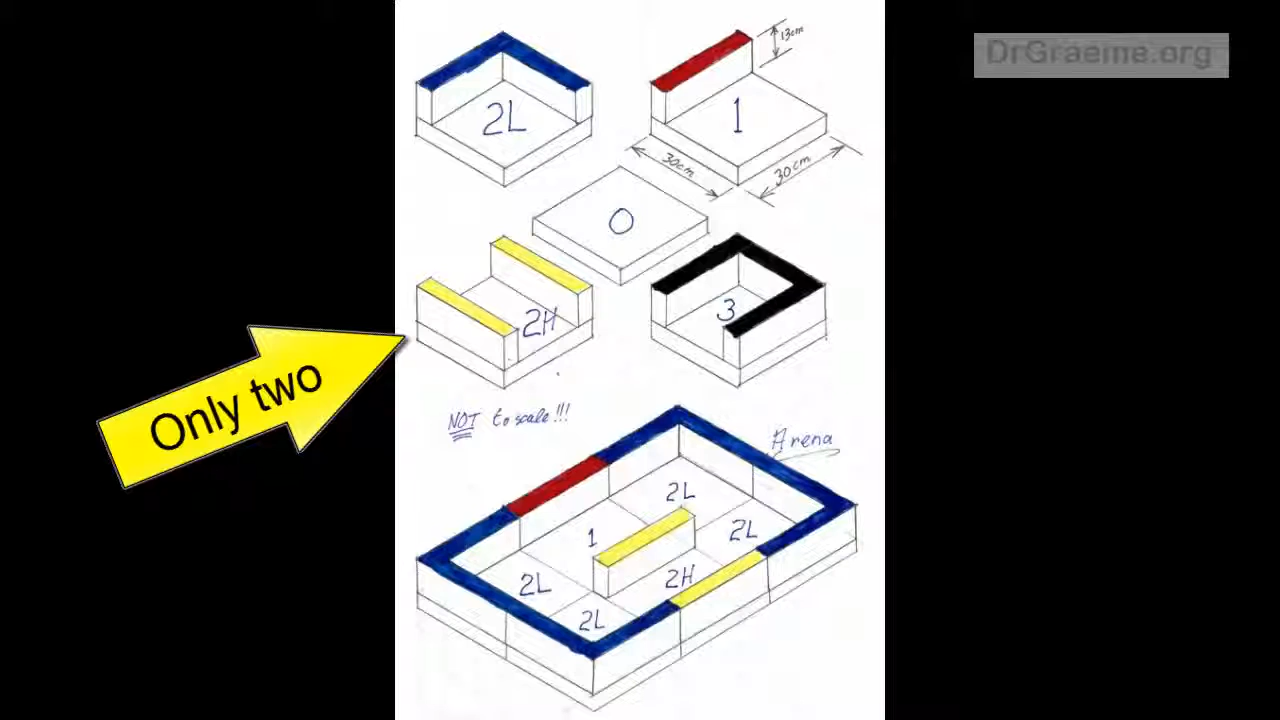 DrGraeme.org
13cm
2L
1
30cm
30cm
0
2H
3
Only two
NOT to scale!!!
Arena
2L
1
2L
2L
2H
2L